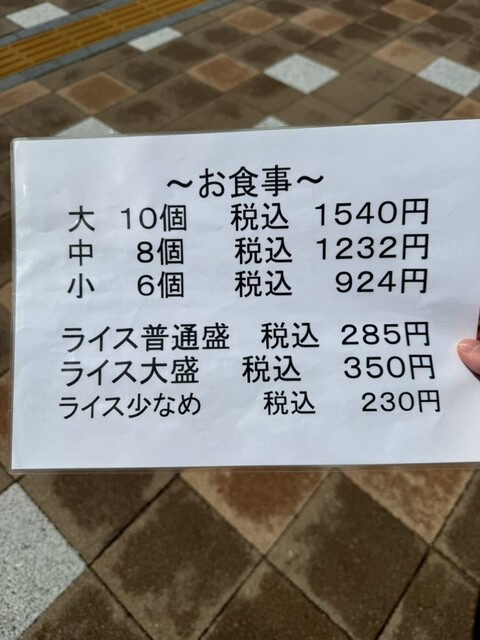 ～お食事～
大 10個 税込 1540円
中 8個 税込 1232円
小 6個 税込 924円
ライス普通盛 税込 285円
ライス大盛 税込 350円
ライス少なめ 税込 230円